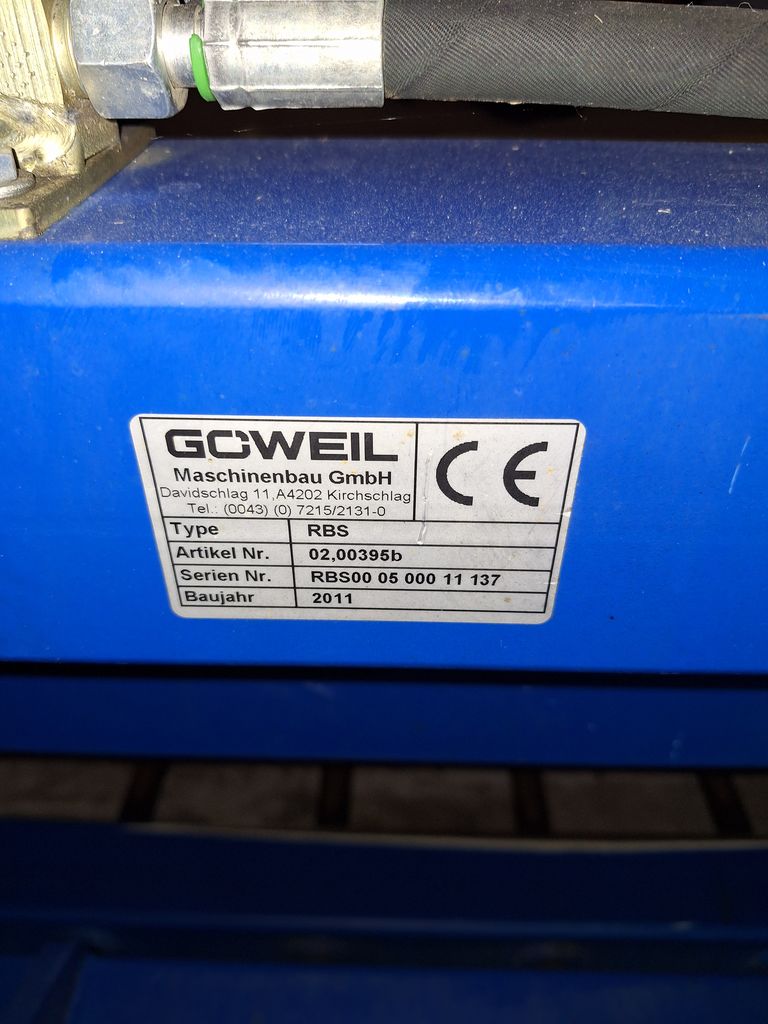 GÖWEIL
Maschinenbau GmbH
Davidschlag 11,A4202 Kirchschlag
Tel.: (0043) (0) 7215/2131-0
CE
Type RBS
Artikel Nr. 02,00395b
Serien Nr. RBS00 05 000 11 137
Baujahr 2011